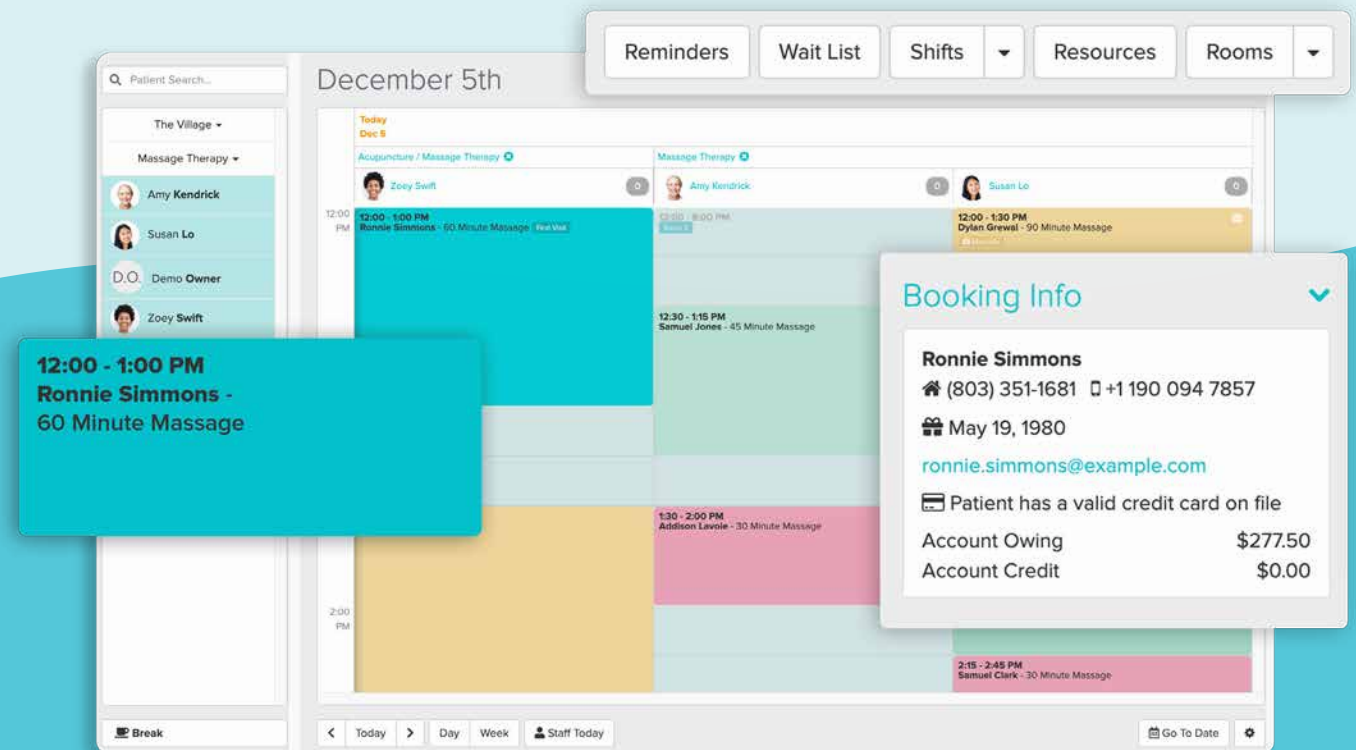 Reminders
Wait List
Shifts
Resources
Rooms
Patient Search...
December 5th
The Village
Massage Therapy
Amy Kendrick
Susan Lo
D.O. Demo Owner
Zoey Swift
Today
Dec 5
Acupuncture / Massage Therapy
Massage Therapy
Zoey Swift 0
Amy Kendrick 0
Susan Lo 0
12:00
PM
12:00 - 1:00 PM
Ronnie Simmons - 60 Minute Massage First Visit
12:30 - 1:15 PM
Samuel Jones - 45 Minute Massage
1:30 - 2:00 PM
Addison Lavoie - 30 Minute Massage
12:00 - 1:30 PM
Dylan Grewal - 90 Minute Massage
2:00
PM
2:15 - 2:45 PM
Samuel Clark - 30 Minute Massage
12:00 - 1:00 PM
Ronnie Simmons -
60 Minute Massage
Booking Info
Ronnie Simmons
(803) 351-1681 +1 190 094 7857
May 19, 1980
ronnie.simmons@example.com
Patient has a valid credit card on file
Account Owing $277.50
Account Credit $0.00
Break
Today
Day
Week
Staff Today
Go To Date